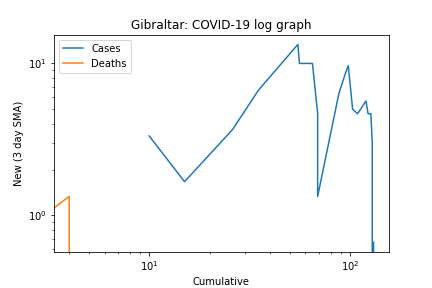 Gibraltar: COVID-19 log graph
Cases
Deaths
10¹
10⁰
New (3 day SMA)
10¹
10²
Cumulative